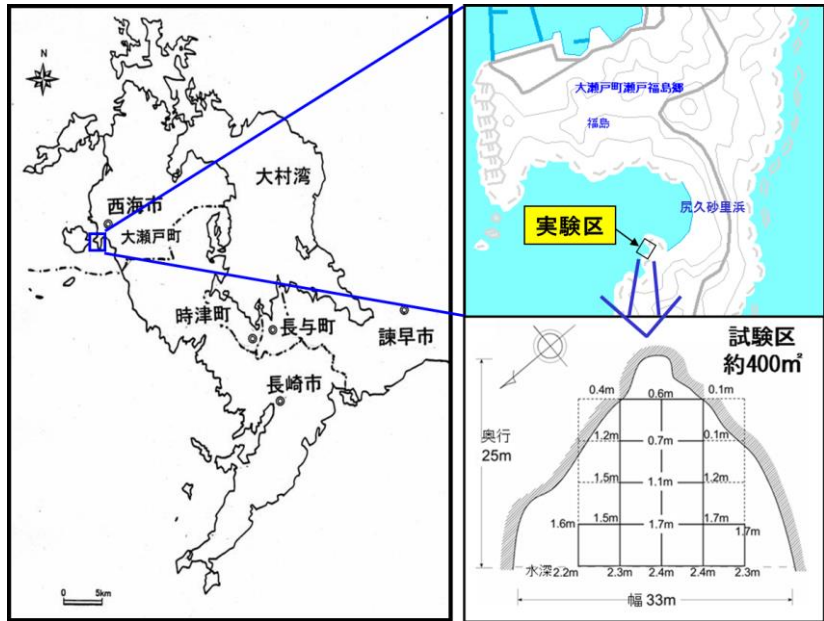 N
大村湾
西海市
大瀬戸町
時津町
長与町
諫早市
長崎市
0 5km
大瀬戸町瀬戸福島郷
福島
尻久砂里浜
実験区
試験区
約400㎡
0.4m 0.6m 0.1m
奥行
25m
1.2m 0.7m 0.1m
1.5m 1.1m 1.2m
1.6m 1.5m 1.7m 1.7m 1.7m
水深 2.2m 2.3m 2.4m 2.4m 2.3m
幅 33m